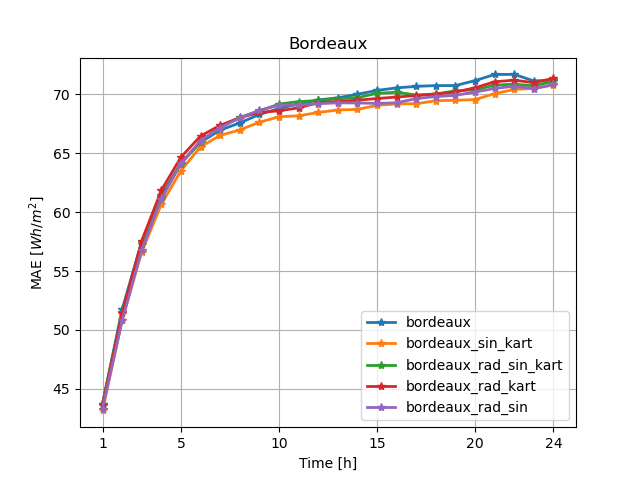 Bordeaux
MAE [Wh/m²]
70
65
60
55
50
45
1
5
10
15
20
24
Time [h]
bordeaux
bordeaux_sin_kart
bordeaux_rad_sin_kart
bordeaux_rad_kart
bordeaux_rad_sin